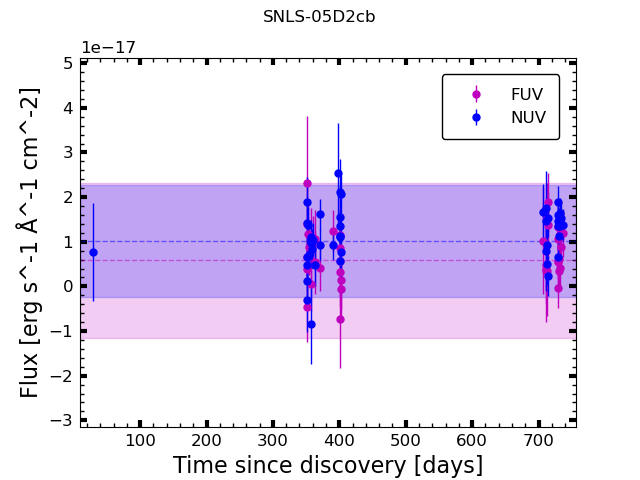 SNLS-05D2cb
1e−17
5
4
3
2
1
0
−1
−2
−3
Flux [erg s^-1 Å^-1 cm^-2]
FUV
NUV
100 200 300 400 500 600 700
Time since discovery [days]